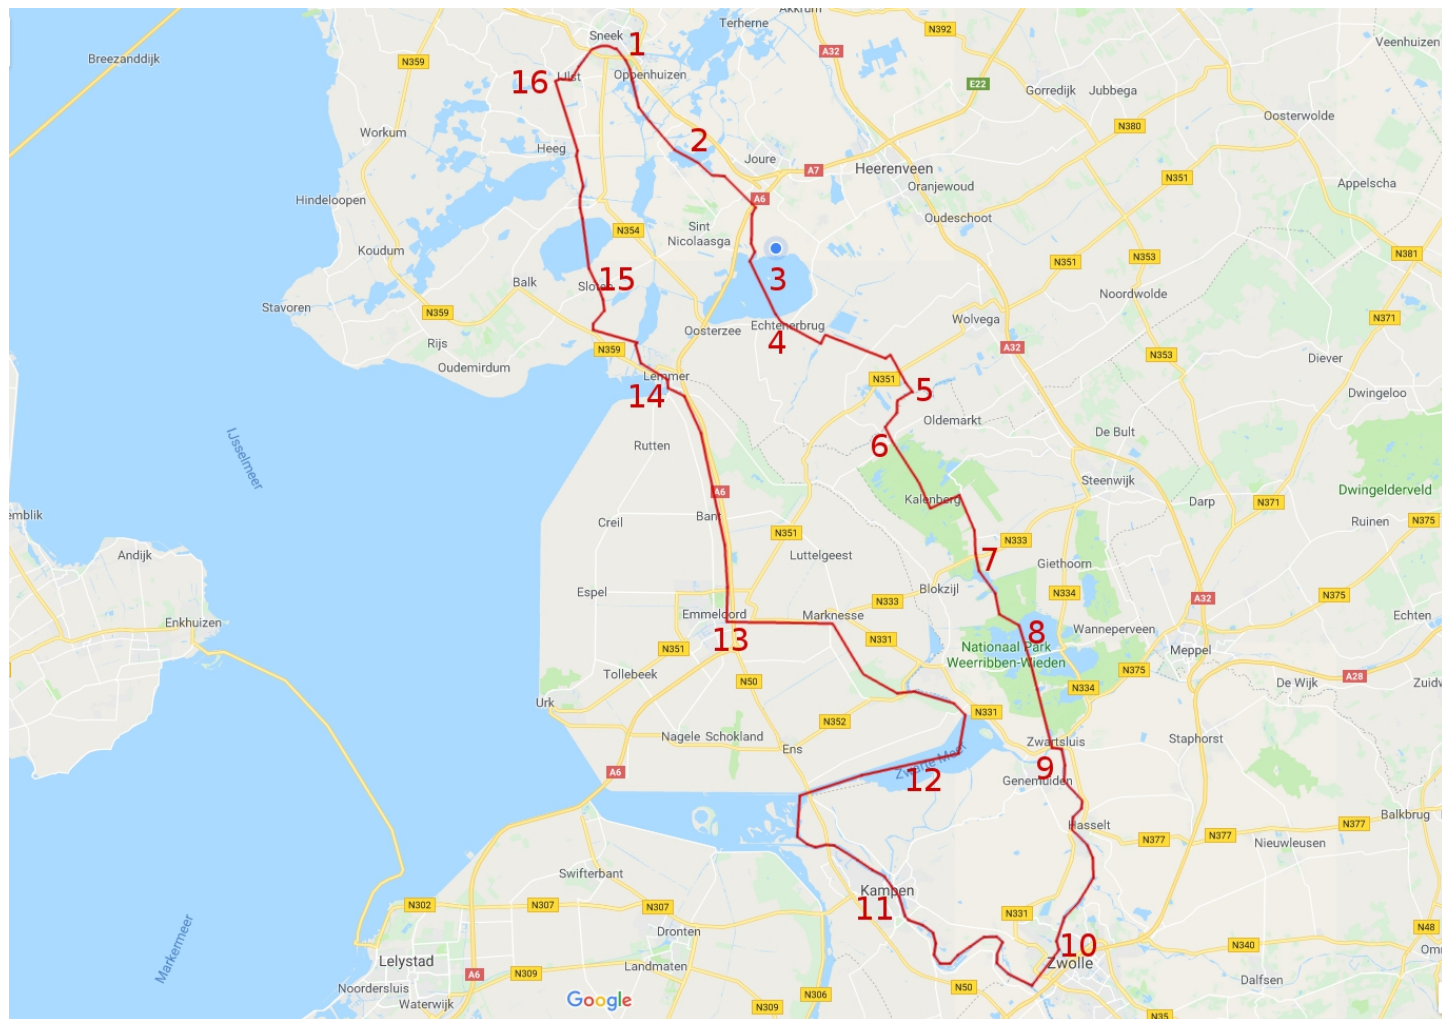 Akkrum
Terherne
N392
Sneek
1
A32
Veenhuizen
Breezanddijk
N359
16
IJlst
Oppenhuizen
E22
Gorredijk
Jubbega
Oosterwolde
Workum
N380
2
Heeg
Joure
A7
Heerenveen
N351
Appelscha
Hindeloopen
A6
Oranjewoud
Oudeschoot
Sint
Nicolaasga
N354
Koudum
N381
N351
N353
3
15
Balk
Sloten
Noordwolde
Stavoren
N359
Wolvega
N371
Oosterzee
Echtenerbrug
4
Rijs
N359
A32
N353
Diever
Oudemirdum
Lemmer
N351
5
14
Dwingeloo
Oldemarkt
De Bult
6
Rutten
IJsselmeer
Steenwijk
Dwingelderveld
A6
Kalenberg
Darp
N371
emblik
Bant
Creil
Ruinen
N375
N351
N333
Andijk
Luttelgeest
7
Giethoorn
Espel
Blokzijl
N334
A32
N375
N333
Emmeloord
Marknesse
Echten
Enkhuizen
13
N331
8
Wanneperveen
N351
Nationaal Park
Weerribben-Wieden
Meppel
Tollebeek
N375
A28
N50
N334
De Wijk
Zuidw
Urk
N331
N352
Nagele
Schokland
Ens
Zwartsluis
Staphorst
A6
Zwarte Meer
12
9
Genemuiden
Balkbrug
Hasselt
N377
N377
N377
Nieuwleusen
Swifterbant
Kampen
N302
N307
N307
11
N331
N48
Markermeer
Dronten
10
N340
Lelystad
Zwolle
A6
N309
Landmaten
Dalfsen
Noordersluis
N50
N306
Waterwijk
Google
N309
N35